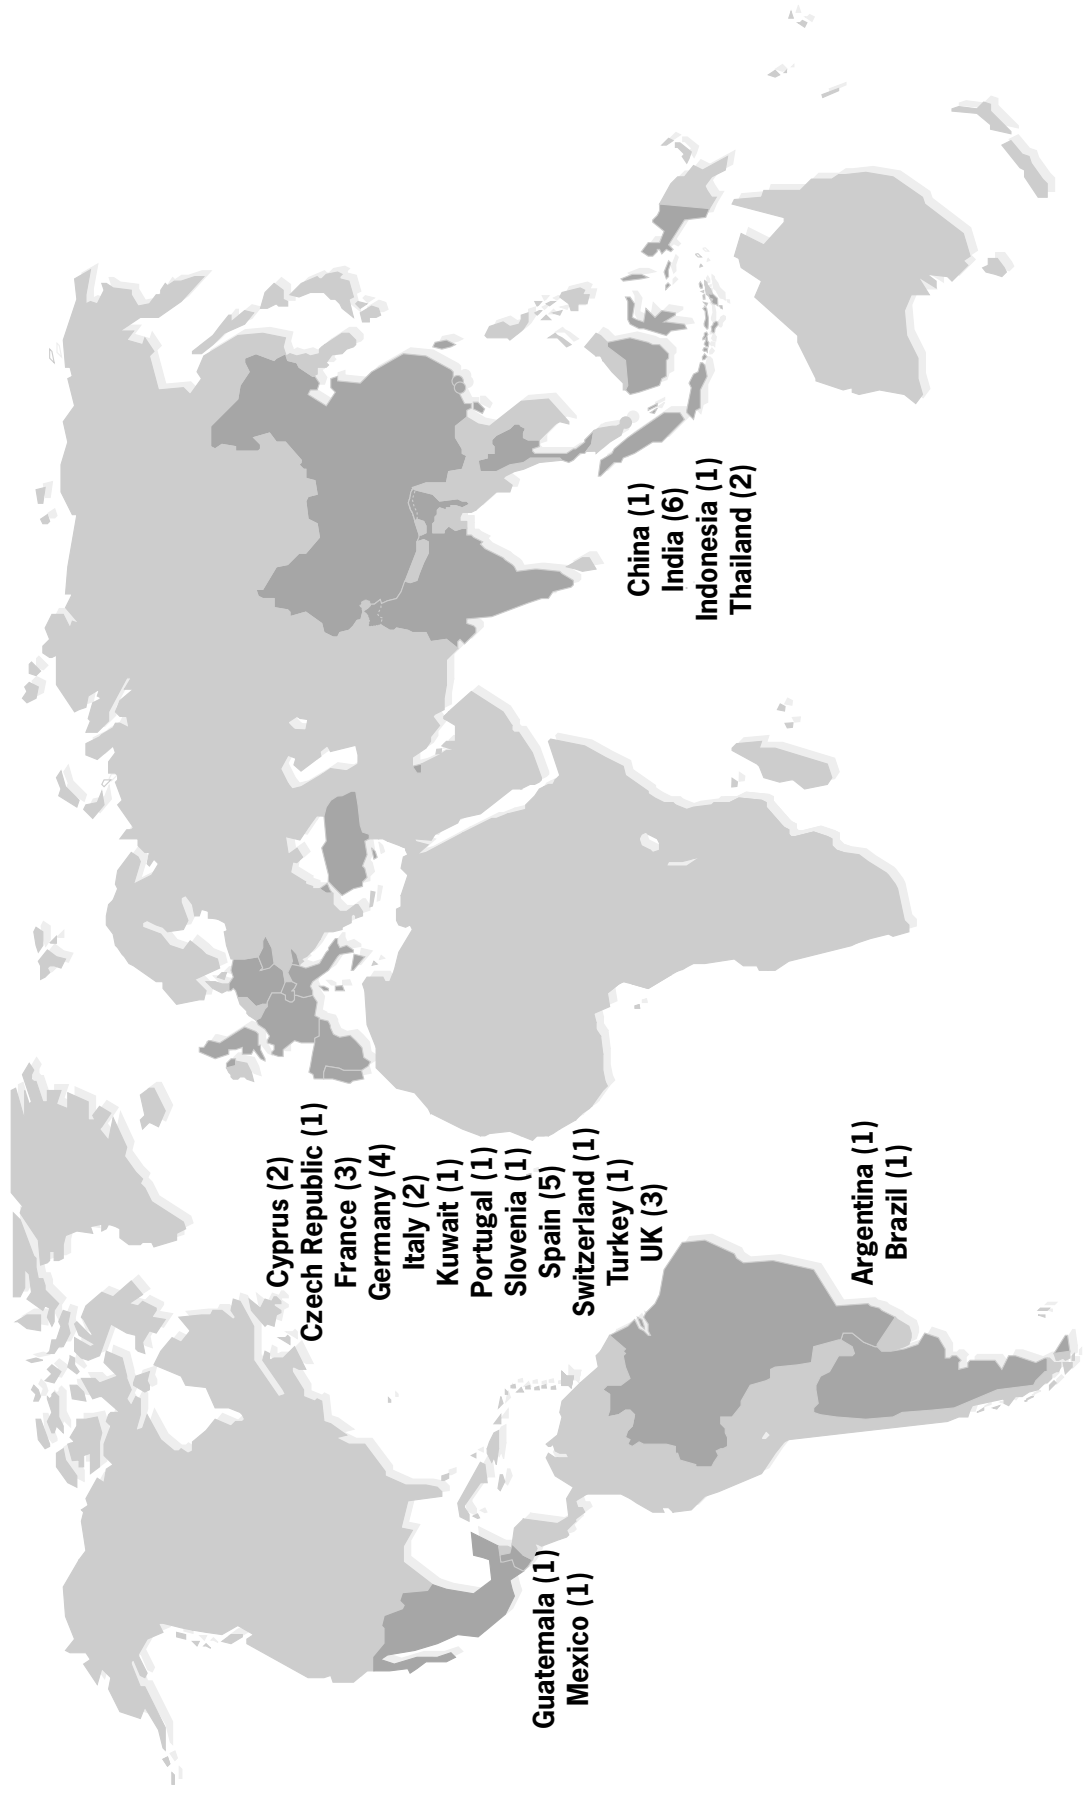 Guatemala (1)
Mexico (1)
Argentina (1)
Brazil (1)
Cyprus (2)
Czech Republic (1)
France (3)
Germany (4)
Italy (2)
Kuwait (1)
Portugal (1)
Slovenia (1)
Spain (5)
Switzerland (1)
Turkey (1)
UK (3)
China (1)
India (6)
Indonesia (1)
Thailand (2)